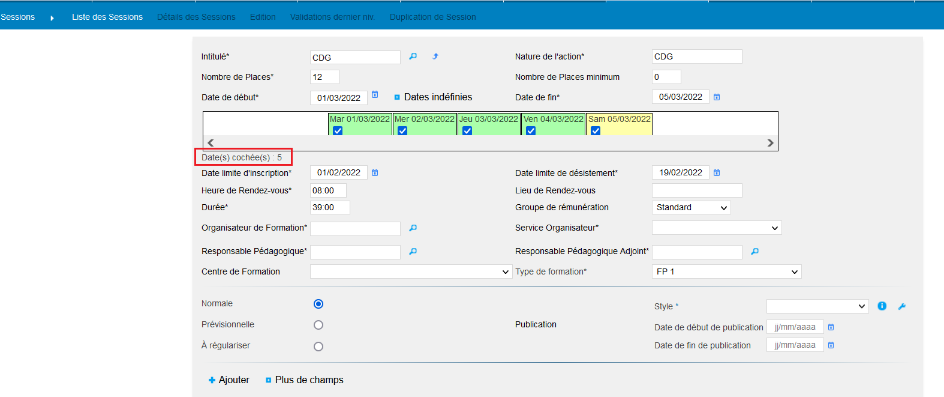 Sessions Liste des Sessions Détails des Sessions Edition Validations dernier niv. Duplication de Session
Intitulé* CDG Nature de l'action* CDG
Nombre de Places* 12 Nombre de Places minimum 0
Date de début* 01/03/2022 Dates indéfinies Date de fin* 05/03/2022
Mar 01/03/2022 Mer 02/03/2022 Jeu 03/03/2022 Ven 04/03/2022 Sam 05/03/2022
Date(s) cochée(s) : 5
Date limite d'inscription* 01/02/2022 Date limite de désistement* 19/02/2022
Heure de Rendez-vous* 08:00 Lieu de Rendez-vous
Durée* 39:00 Groupe de rémunération Standard
Organisateur de Formation* Service Organisateur*
Responsable Pédagogique* Responsable Pédagogique Adjoint*
Centre de Formation Type de formation* FP 1
Normale Style *
Prévisionnelle Publication Date de début de publication jj/mm/aaaa
À régulariser Date de fin de publication jj/mm/aaaa
Ajouter Plus de champs